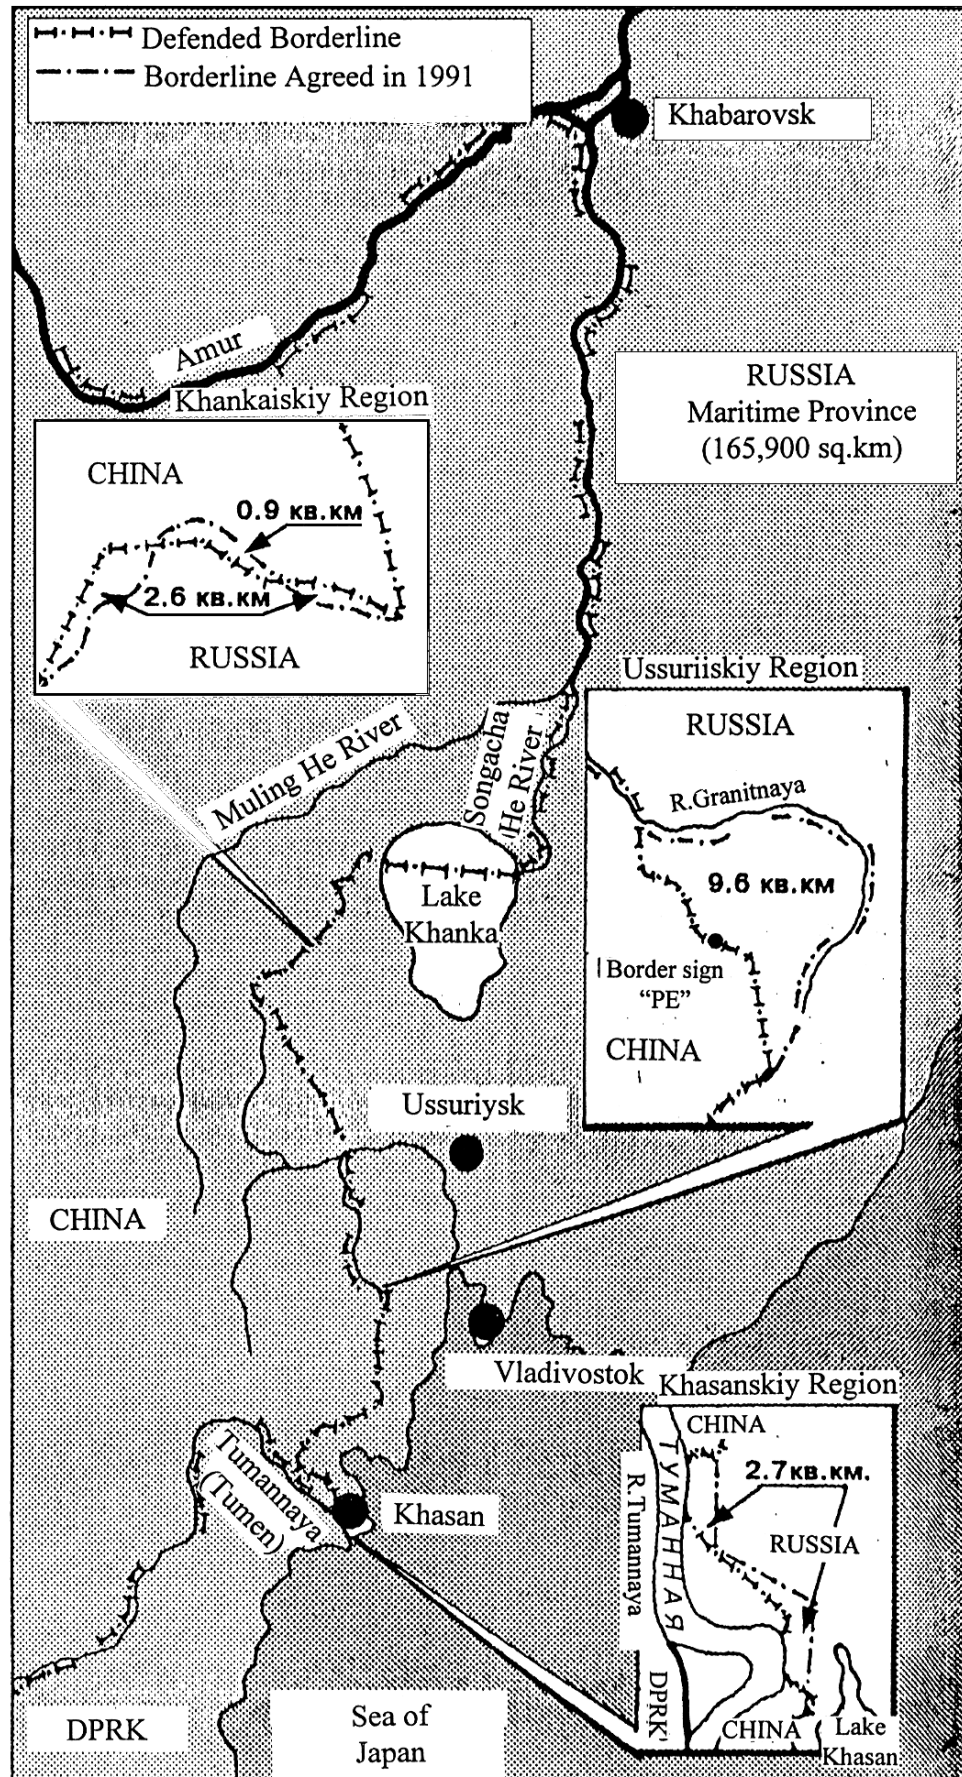 Defended Borderline
Borderline Agreed in 1991
Khabarovsk
Amur
RUSSIA
Maritime Province
(165,900 sq.km)
Khankaiskiy Region
CHINA
0.9 кв.км
2.6 кв.км
RUSSIA
Ussuriiskiy Region
RUSSIA
R.Granitnaya
9.6 кв.км
Border sign
“PE”
CHINA
Muling He River
Songacha
(He River)
Lake
Khanka
Ussuriysk
CHINA
Vladivostok
Khasanskiy Region
CHINA
2.7 кв.км.
RUSSIA
R.Tumannaya
ТУМАННАЯ
DPRK
CHINA
Lake
Khasan
Tumannaya
(Tumen)
Khasan
DPRK
Sea of
Japan